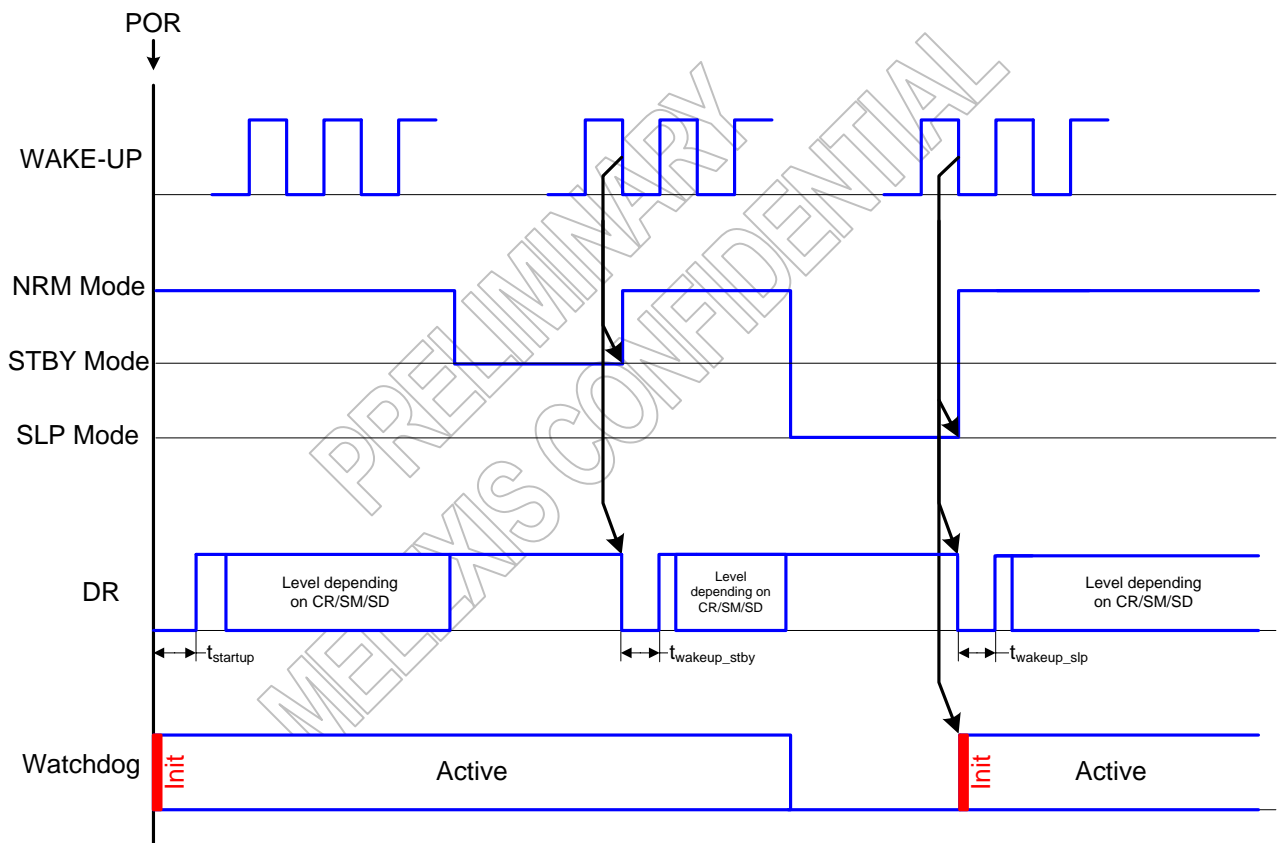 POR
WAKE-UP
NRM Mode
STBY Mode
SLP Mode
PRELIMINARY
MELEXIS CONFIDENTIAL
DR
Level depending
on CR/SM/SD
Level
depending on
CR/SM/SD
Level depending
on CR/SM/SD
tstartup
twakeup_stby
twakeup_slp
Watchdog
Init
Active
Init
Active